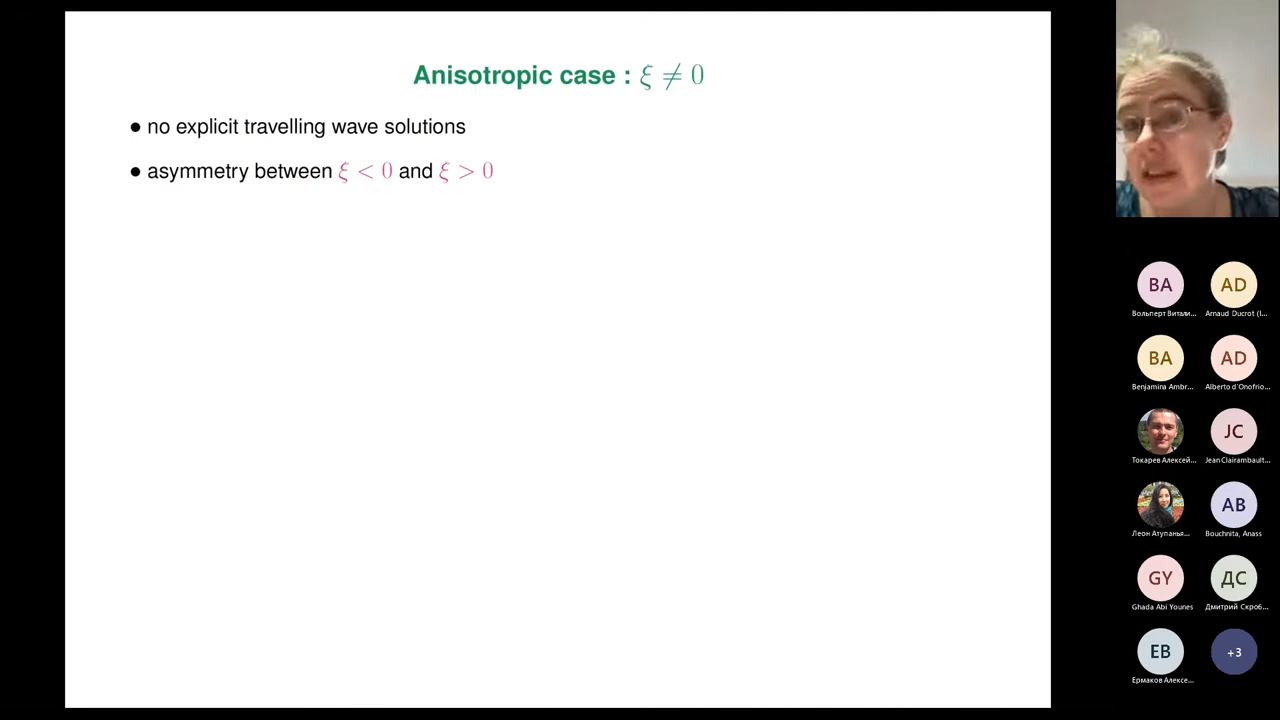 Anisotropic case : ξ ≠ 0
● no explicit travelling wave solutions
● asymmetry between ξ < 0 and ξ > 0
BA
AD
Вольперт Витали...
Arnaud Ducrot (I...
BA
AD
Benjamina Ambr...
Alberto d'Onofrio...
JC
Токарев Алексей...
Jean Clairambault...
AB
Леон Атупанья...
Bouchnita, Anass
GY
ДС
Ghada Abi Younes
Дмитрий Скроб...
EB
+3
Ермаков Алексе...